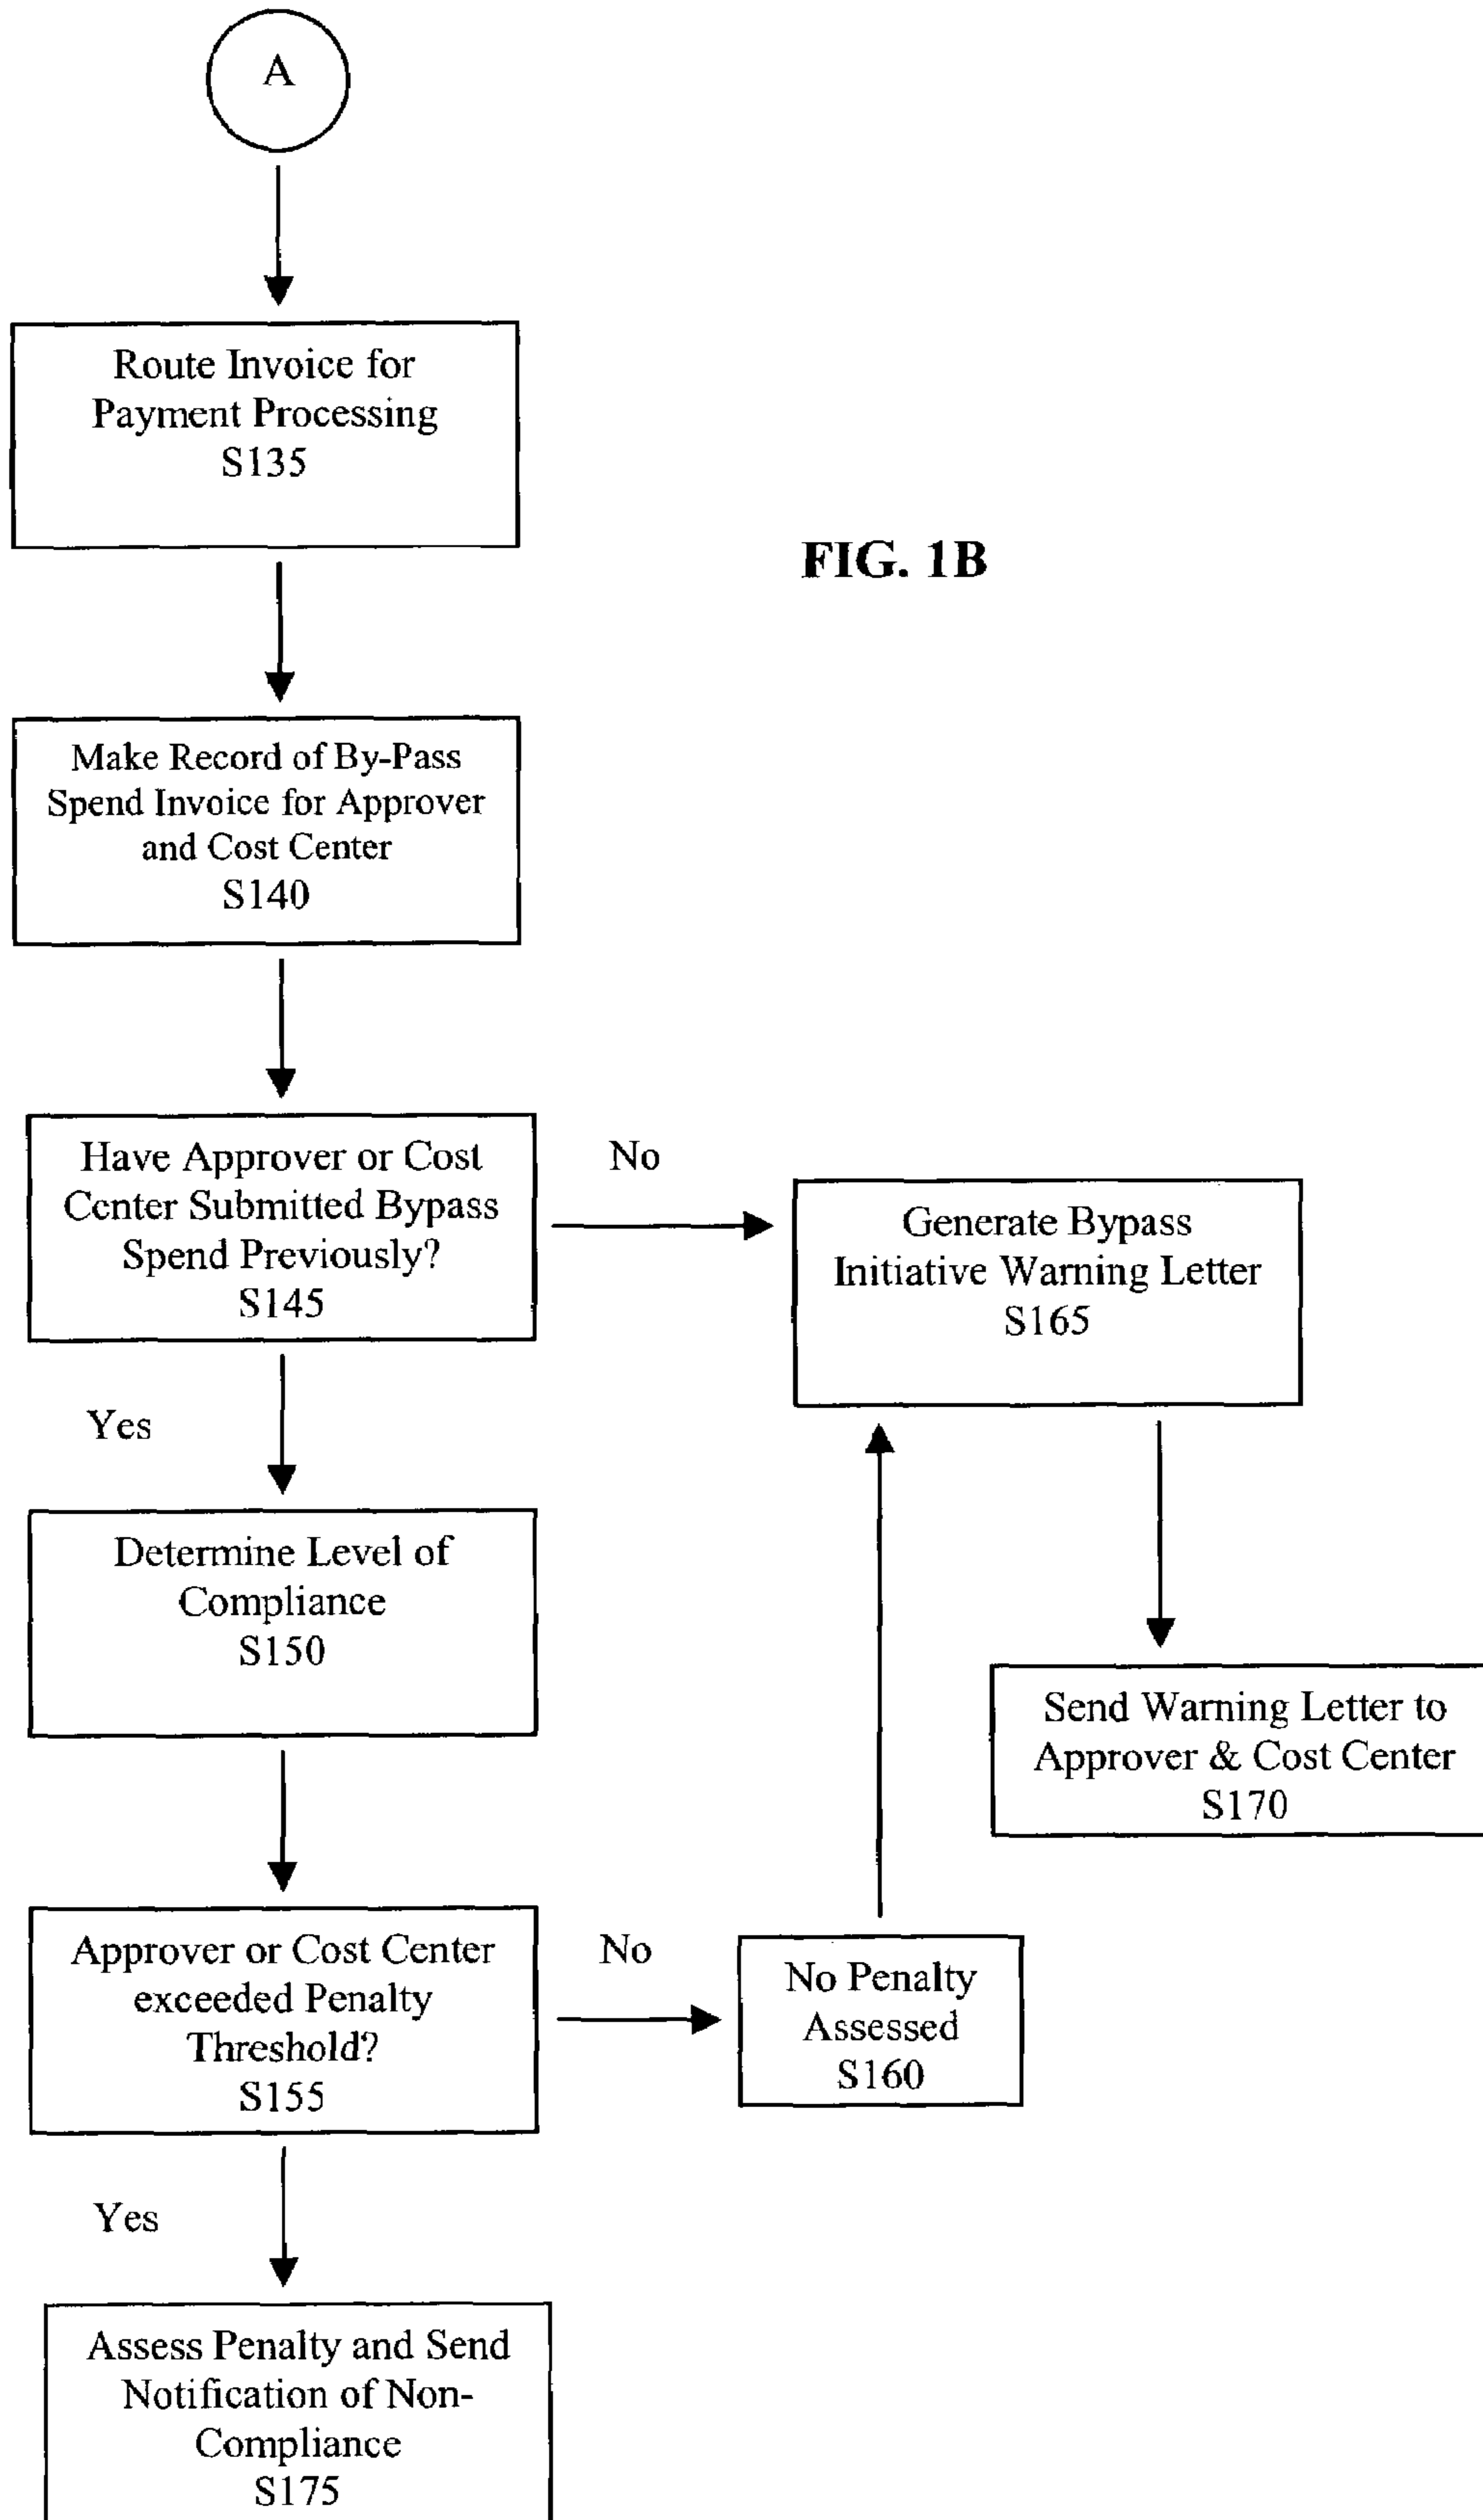 A
Route Invoice for
Payment Processing
S135
FIG. 1B
Make Record of By-Pass
Spend Invoice for Approver
and Cost Center
S140
Have Approver or Cost
Center Submitted Bypass
Spend Previously?
S145
No
Generate Bypass
Initiative Warning Letter
S165
Yes
Determine Level of
Compliance
S150
Send Warning Letter to
Approver & Cost Center
S170
Approver or Cost Center
exceeded Penalty
Threshold?
S155
No
No Penalty
Assessed
S160
Yes
Assess Penalty and Send
Notification of Non-
Compliance
S175